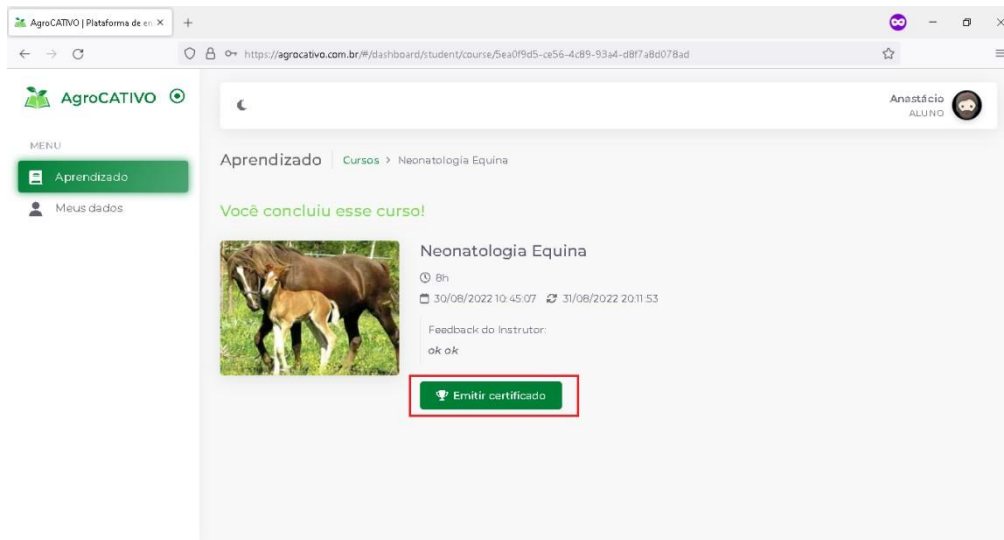 AgroCATIVO | Plataforma de en
https://agrocativo.com.br/#/dashboard/student/course/5ea0f9d5-ce56-4c89-93a4-d8f7a8d078ad
AgroCATIVO
Anastácio
ALUNO
MENU
Aprendizado
Meus dados
Aprendizado Cursos > Neonatologia Equina
Você concluiu esse curso!
Neonatologia Equina
8h
30/08/2022 10:45:07 31/08/2022 20:11:53
Feedback do Instrutor:
ok ok
Emitir certificado